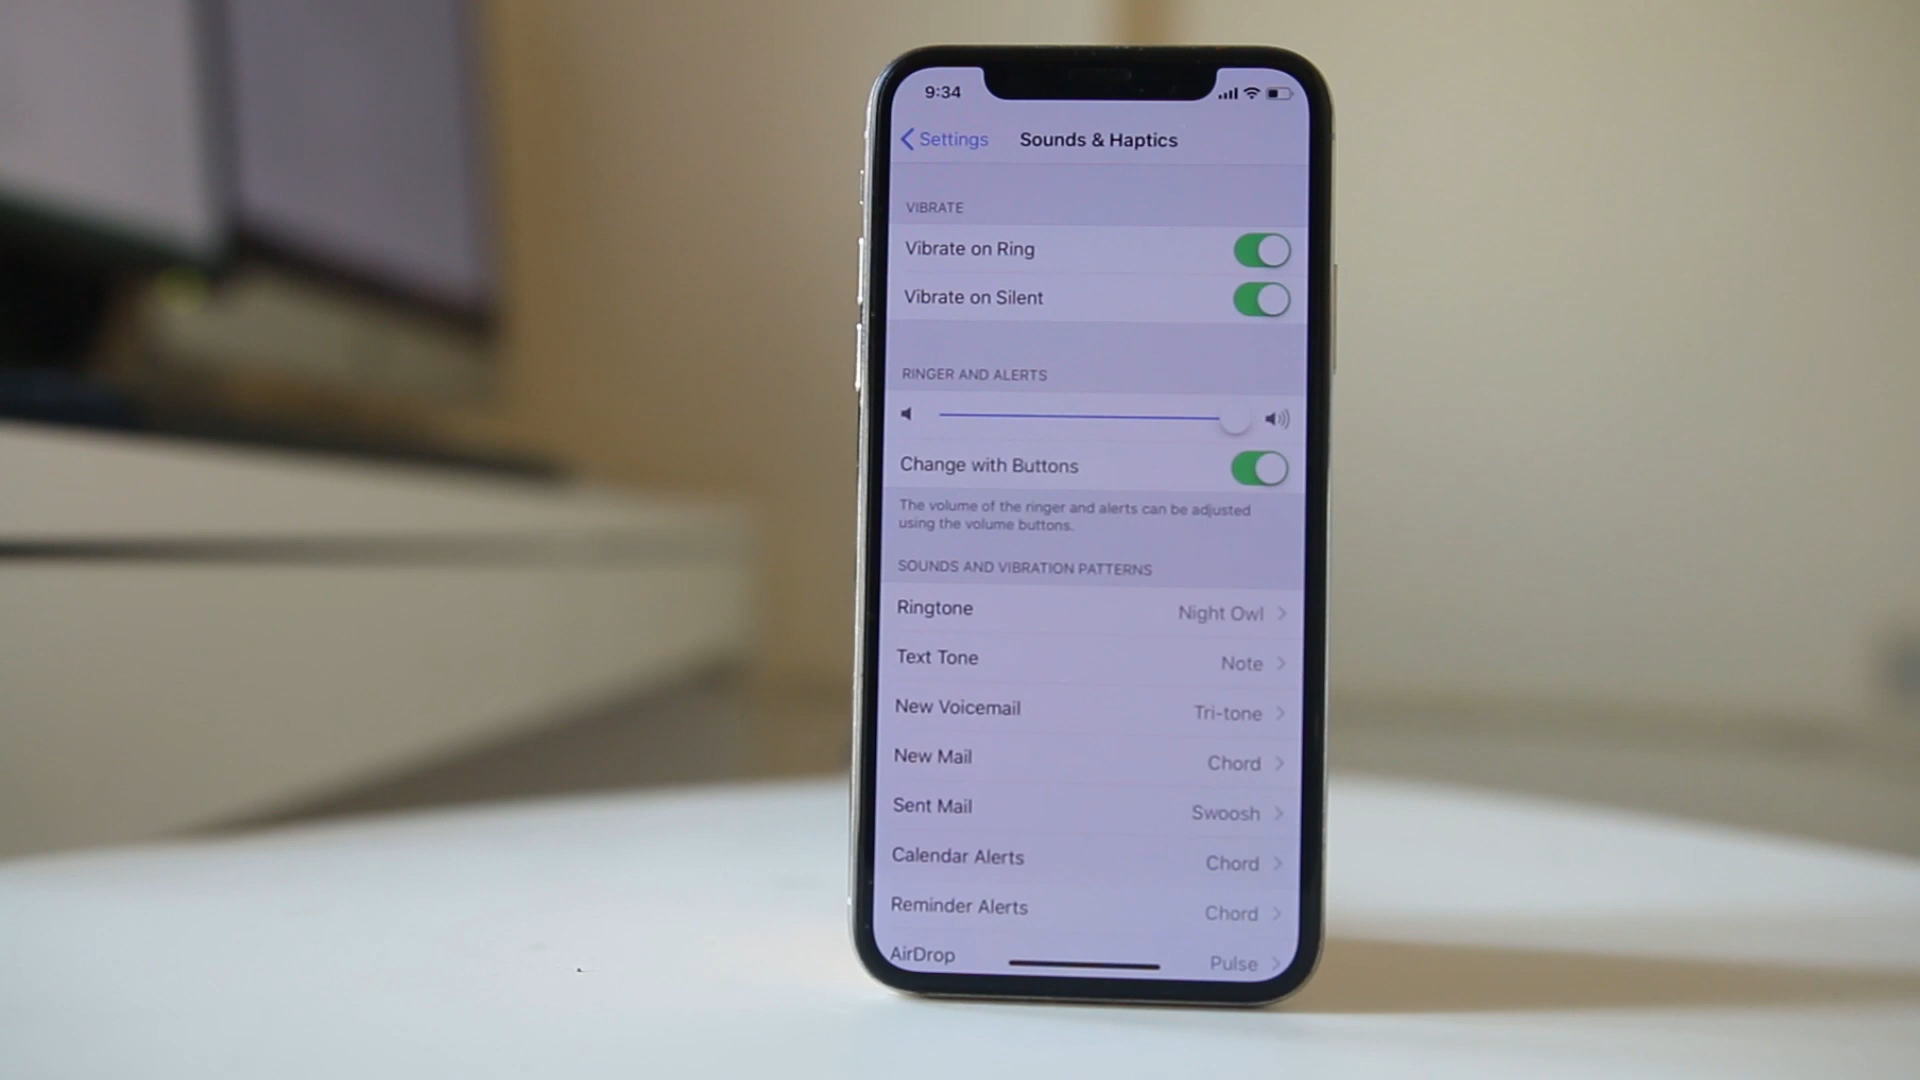 9:34
Settings
Sounds & Haptics
VIBRATE
Vibrate on Ring
Vibrate on Silent
RINGER AND ALERTS
Change with Buttons
The volume of the ringer and alerts can be adjusted
using the volume buttons.
SOUNDS AND VIBRATION PATTERNS
Ringtone Night Owl
Text Tone Note
New Voicemail Tri-tone
New Mail Chord
Sent Mail Swoosh
Calendar Alerts Chord
Reminder Alerts Chord
AirDrop Pulse